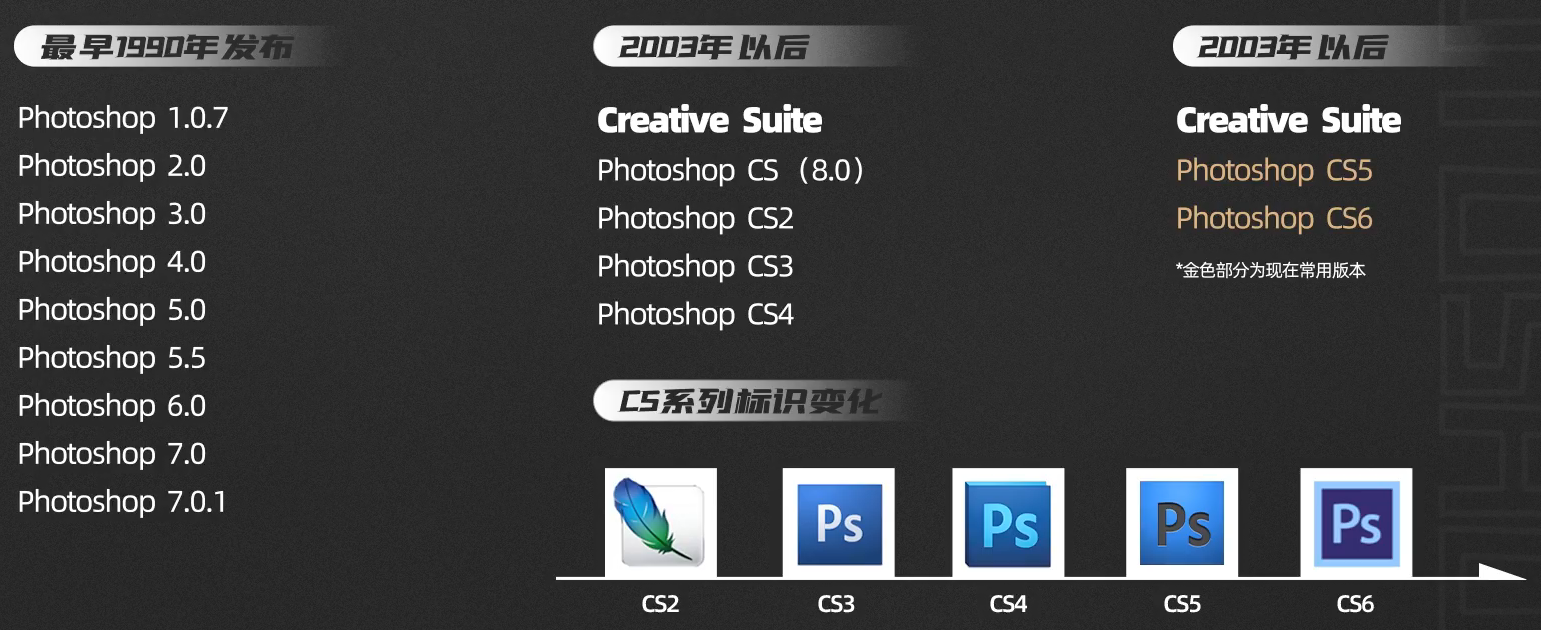 最早1990年发布
Photoshop 1.0.7
Photoshop 2.0
Photoshop 3.0
Photoshop 4.0
Photoshop 5.0
Photoshop 5.5
Photoshop 6.0
Photoshop 7.0
Photoshop 7.0.1
2003年以后
Creative Suite
Photoshop CS（8.0）
Photoshop CS2
Photoshop CS3
Photoshop CS4
2003年以后
Creative Suite
Photoshop CS5
Photoshop CS6
*金色部分为现在常用版本
CS系列标识变化
Ps
Ps
Ps
Ps
CS2
CS3
CS4
CS5
CS6